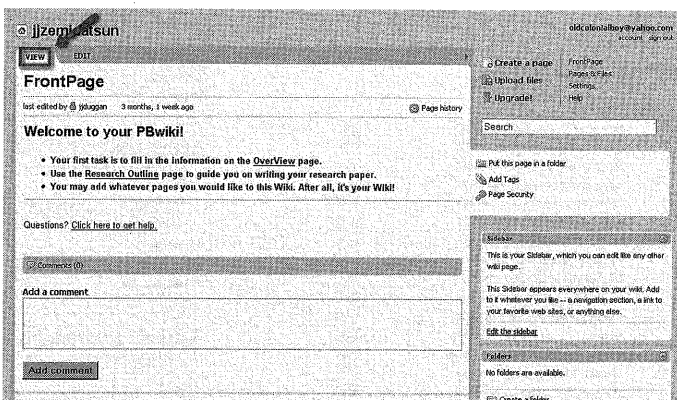 oldcolonialboy@yahoo.com
account sign out
VIEW EDIT
FrontPage
last edited by jjduggan 3 months, 1 week ago Page history
Welcome to your PBwiki!
• Your first task is to fill in the information on the OverView page.
• Use the Research Outline page to guide you on writing your research paper.
• You may add whatever pages you would like to this Wiki. After all, it's your Wiki!
Questions? Click here to get help.
Comments (0)
Add a comment
Add comment
Create a page
Upload files
Upgrade!
FrontPage
Pages & Files
Settings
Help
Search
Put this page in a folder
Add Tags
Page Security
Sidebar
This is your Sidebar, which you can edit like any other
wiki page.
This Sidebar appears everywhere on your wiki. Add
to it whatever you like -- a navigation section, a link to
your favorite web sites, or anything else.
Edit the sidebar
Folders
No folders are available.
Create a folder